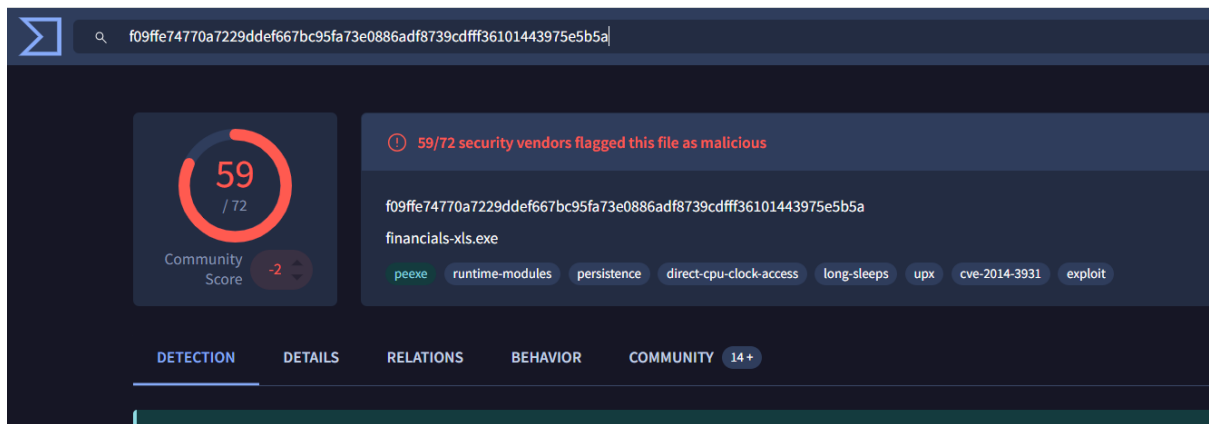 f09ffe74770a7229ddef667bc95fa73e0886adf8739cdfff36101443975e5b5a
59
/ 72
Community
Score
-2
59/72 security vendors flagged this file as malicious
f09ffe74770a7229ddef667bc95fa73e0886adf8739cdfff36101443975e5b5a
financials-xls.exe
peexe runtime-modules persistence direct-cpu-clock-access long-sleeps upx cve-2014-3931 exploit
DETECTION DETAILS RELATIONS BEHAVIOR COMMUNITY 14+